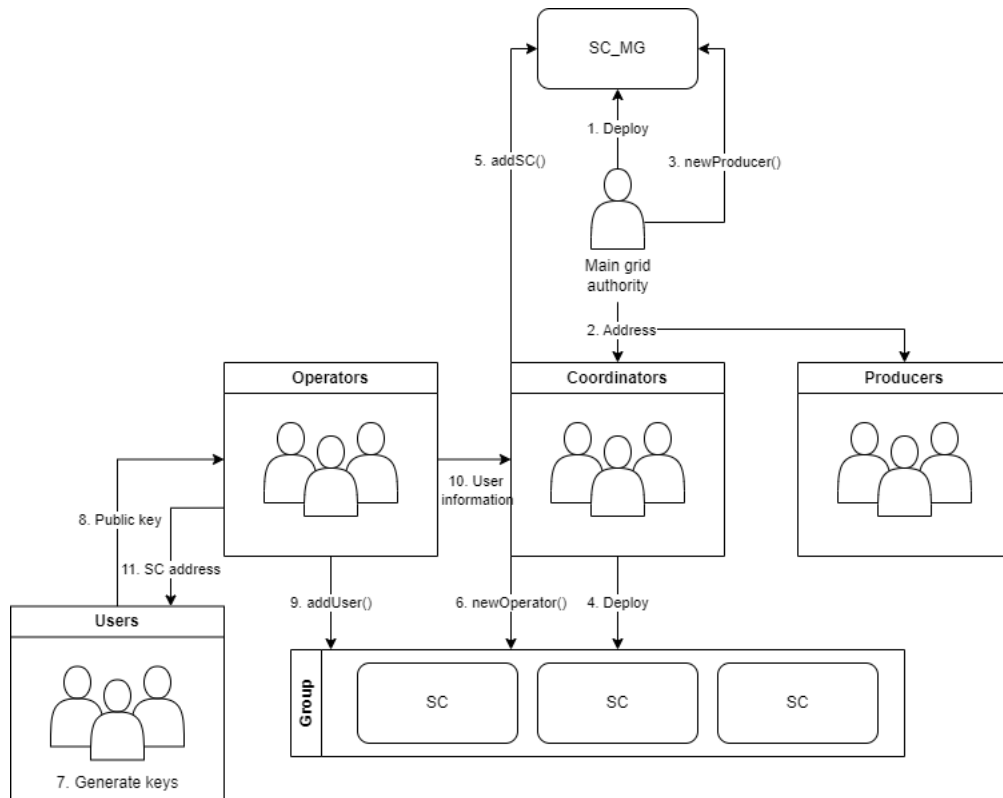 SC_MG
1. Deploy
5. addSC()
3. newProducer()
Main grid
authority
2. Address
Operators
Coordinators
Producers
10. User
information
8. Public key
11. SC address
9. addUser()
6. newOperator()
4. Deploy
Users
7. Generate keys
Group
SC
SC
SC